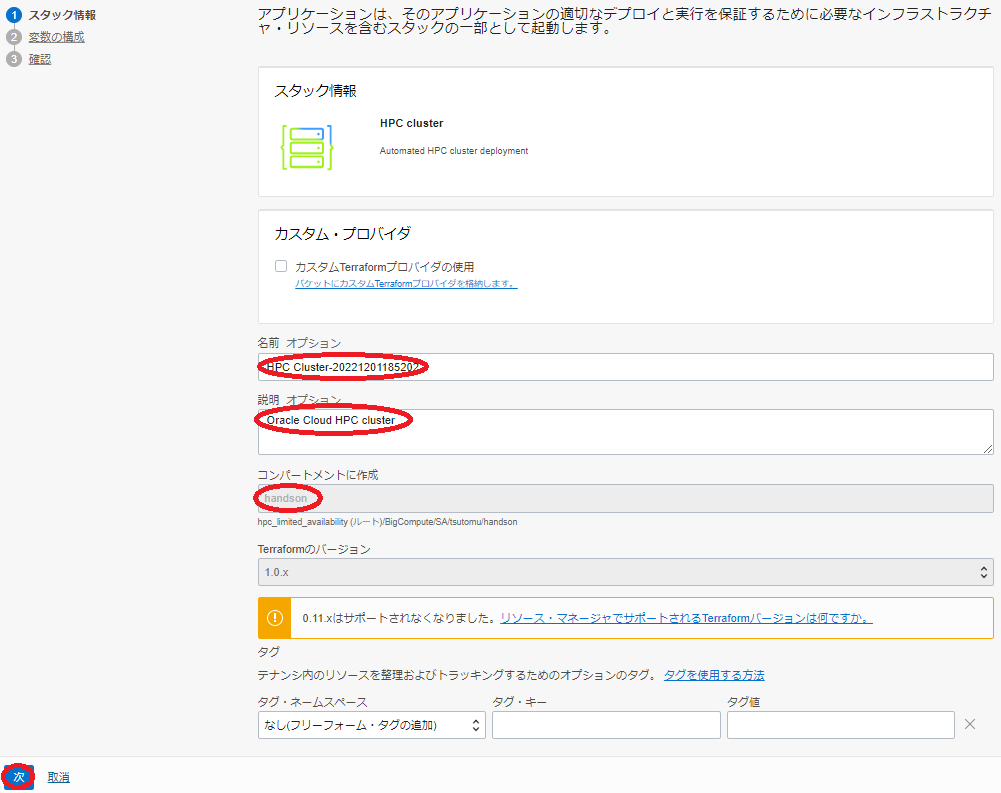 1 スタック情報
2 変数の構成
3 確認
アプリケーションは、そのアプリケーションの適切なデプロイと実行を保証するために必要なインフラストラクチ
ャ・リソースを含むスタックの一部として起動します。
スタック情報
HPC cluster
Automated HPC cluster deployment
カスタム・プロバイダ
カスタムTerraformプロバイダの使用
バケットにカスタムTerraformプロバイダを格納します。
名前 オプション
HPC Cluster-20221201185202
説明 オプション
Oracle Cloud HPC cluster
コンパートメントに作成
handson
hpc_limited_availability (ルート)/BigCompute/SA/tsutomu/handson
Terraformのバージョン
1.0.x
0.11.xはサポートされなくなりました。リソース・マネージャでサポートされるTerraformバージョンは何ですか。
タグ
テナンシ内のリソースを整理およびトラッキングするためのオプションのタグ。 タグを使用する方法
タグ・ネームスペース タグ・キー タグ値
なし(フリーフォーム・タグの追加)
次 取消